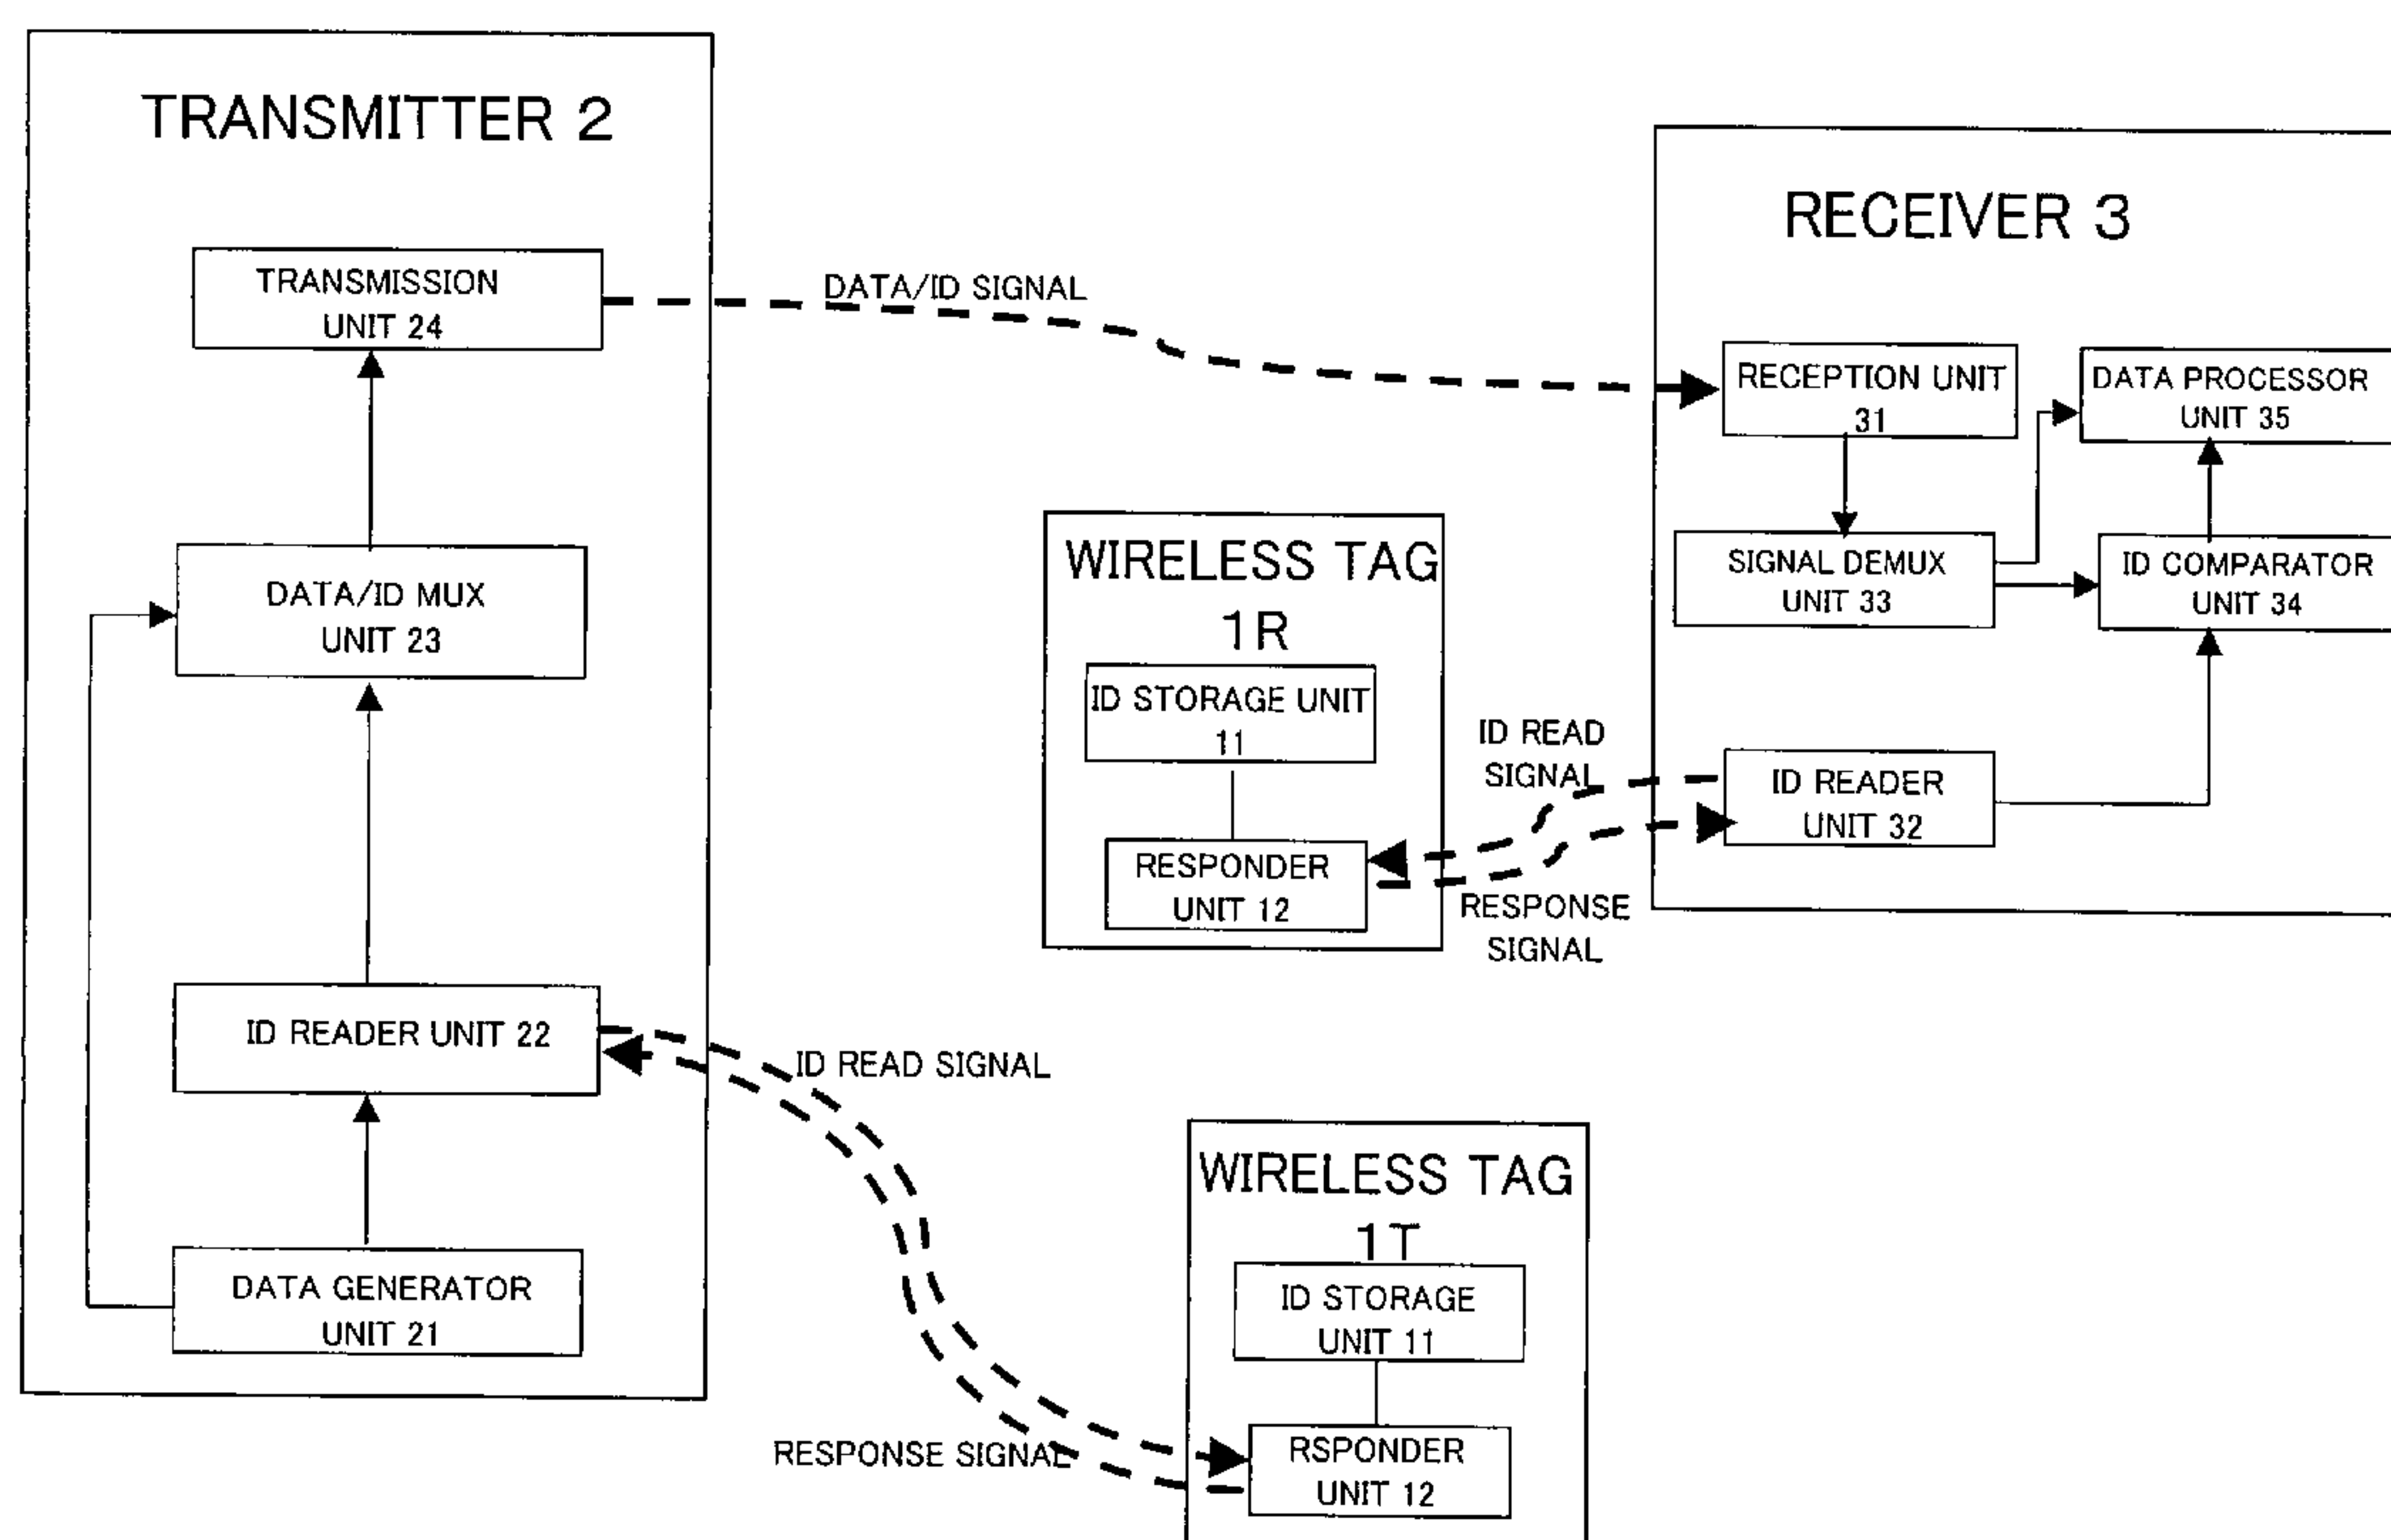 TRANSMITTER 2
TRANSMISSION
UNIT 24
DATA/ID MUX
UNIT 23
ID READER UNIT 22
DATA GENERATOR
UNIT 21
DATA/ID SIGNAL
RECEIVER 3
RECEPTION UNIT
31
DATA PROCESSOR
UNIT 35
SIGNAL DEMUX
UNIT 33
ID COMPARATOR
UNIT 34
ID READER
UNIT 32
WIRELESS TAG
1R
ID STORAGE UNIT
11
RESPONDER
UNIT 12
ID READ
SIGNAL
RESPONSE
SIGNAL
ID READ SIGNAL
RESPONSE SIGNAL
WIRELESS TAG
1T
ID STORAGE
UNIT 11
RSPONDER
UNIT 12